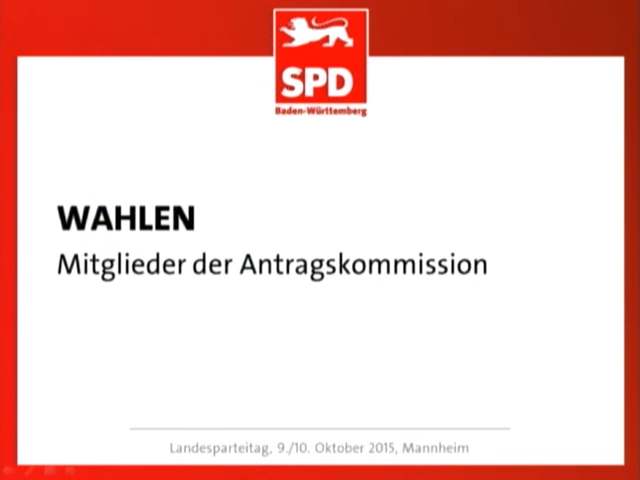 SPD
Baden-Württemberg
WAHLEN
Mitglieder der Antragskommission
Landesparteitag, 9./10. Oktober 2015, Mannheim